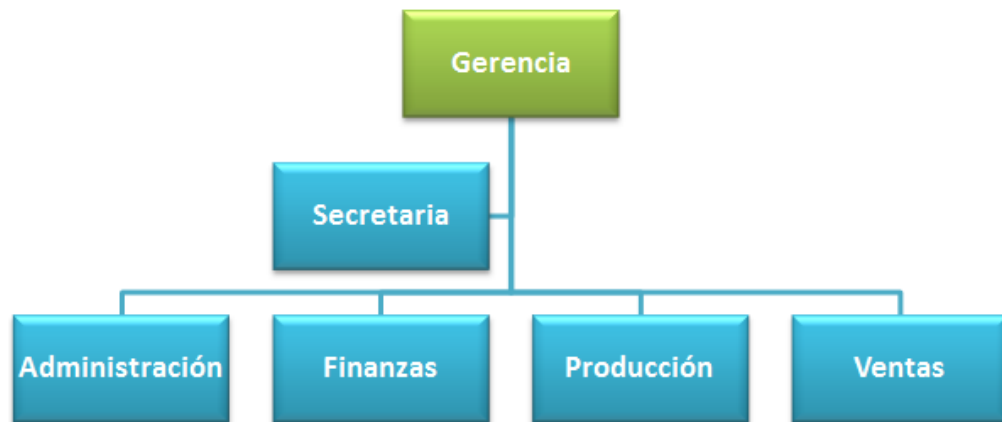 Gerencia
Secretaria
Administración
Finanzas
Producción
Ventas